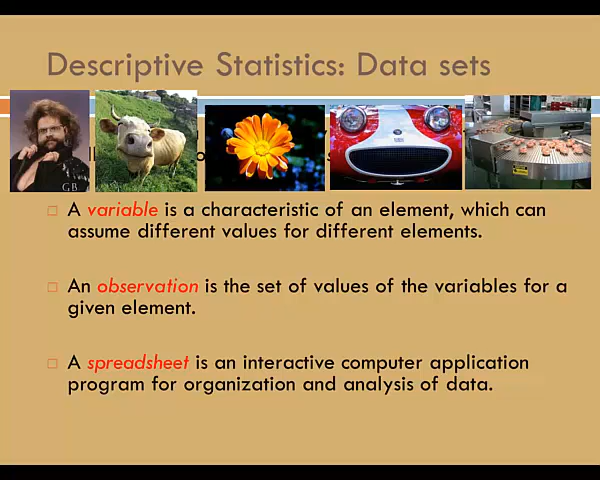 Descriptive Statistics: Data sets
GB
A variable is a characteristic of an element, which can
assume different values for different elements.
An observation is the set of values of the variables for a
given element.
A spreadsheet is an interactive computer application
program for organization and analysis of data.